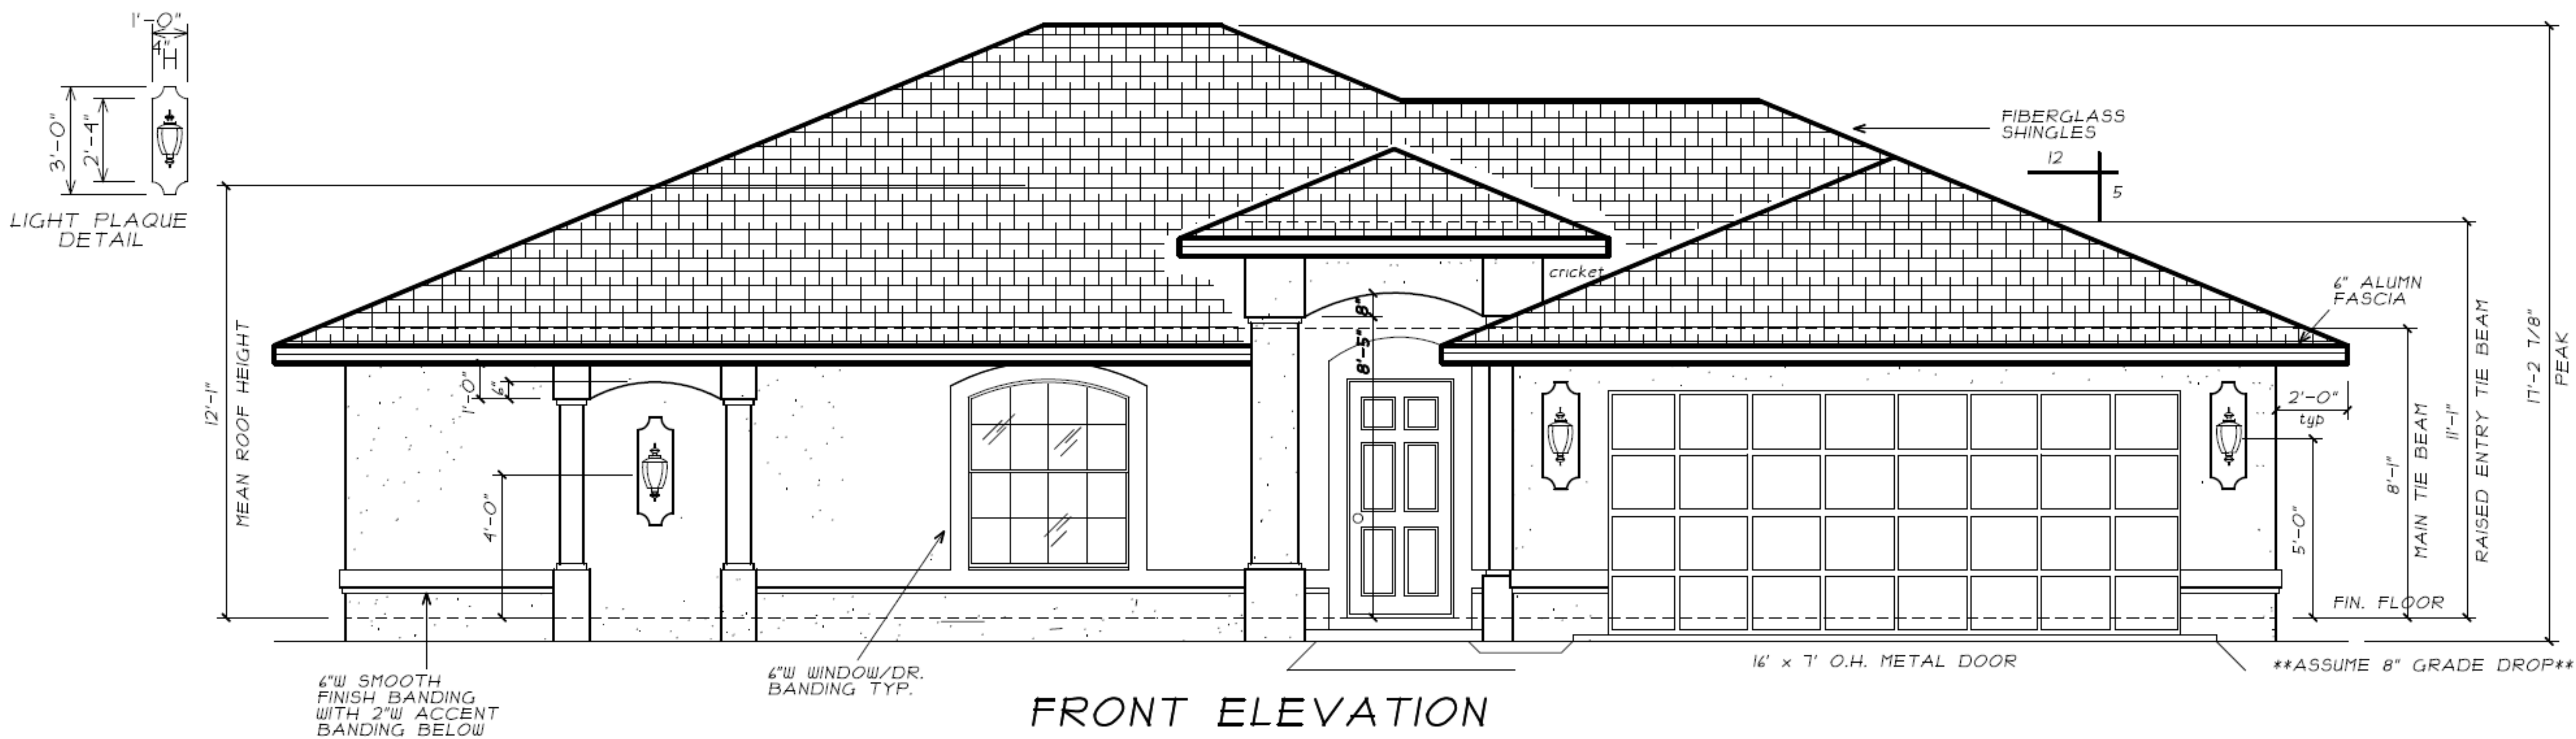 1'-0"
4"
H
3'-0"
2'-4"
LIGHT PLAQUE
DETAIL
12'-1"
MEAN ROOF HEIGHT
1'-0"
6"
4'-0"
6"W SMOOTH
FINISH BANDING
WITH 2"W ACCENT
BANDING BELOW
6"W WINDOW/DR.
BANDING TYP.
cricket
8"
8'-5"
FIBERGLASS
SHINGLES
12
5
6" ALUMN
FASCIA
2'-0"
typ
5'-0"
8'-1"
MAIN TIE BEAM
11'-1"
RAISED ENTRY TIE BEAM
17'-2 7/8"
PEAK
FIN. FLOOR
16' x 7' O.H. METAL DOOR
**ASSUME 8" GRADE DROP**
FRONT ELEVATION